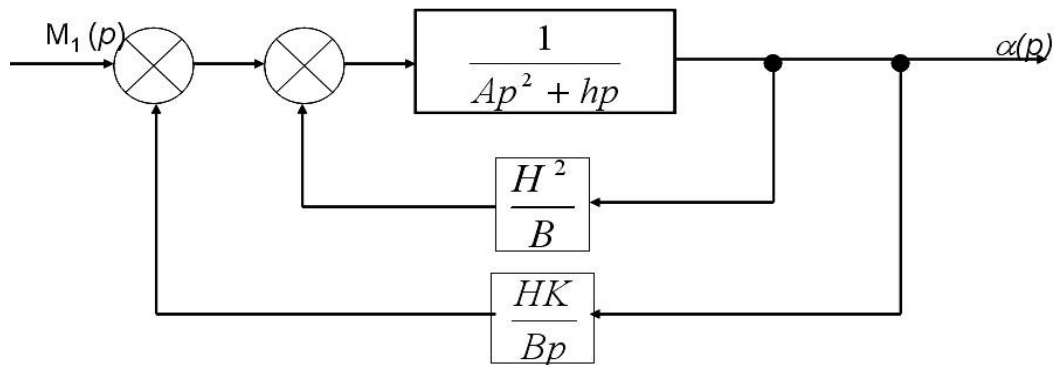 M₁ (p)
1
Ap² + hp
α(p)
H²
B
HK
Bp